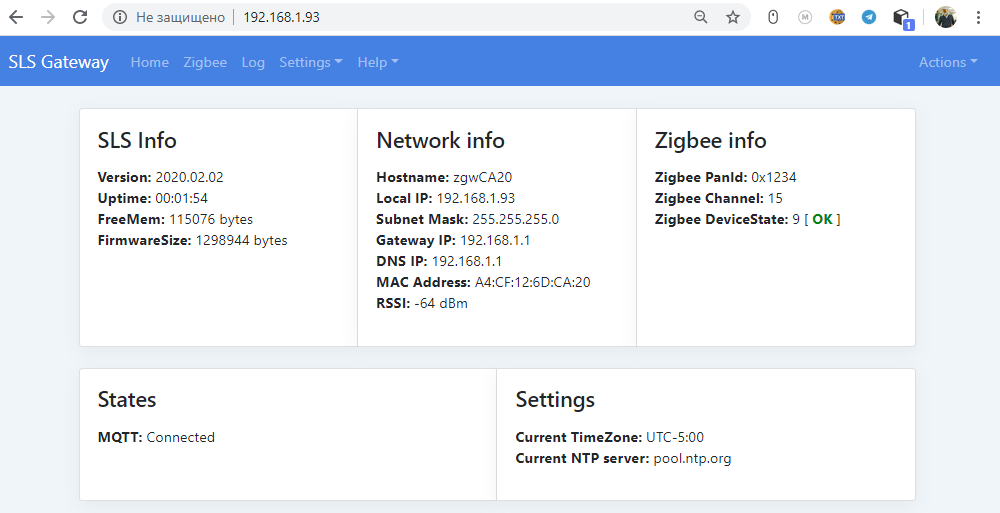 Не защищено 192.168.1.93
TXT
1
SLS Gateway Home Zigbee Log Settings Help Actions
SLS Info
Version: 2020.02.02
Uptime: 00:01:54
FreeMem: 115076 bytes
FirmwareSize: 1298944 bytes
Network info
Hostname: zgwCA20
Local IP: 192.168.1.93
Subnet Mask: 255.255.255.0
Gateway IP: 192.168.1.1
DNS IP: 192.168.1.1
MAC Address: A4:CF:12:6D:CA:20
RSSI: -64 dBm
Zigbee info
Zigbee PanId: 0x1234
Zigbee Channel: 15
Zigbee DeviceState: 9 [ OK ]
States
MQTT: Connected
Settings
Current TimeZone: UTC-5:00
Current NTP server: pool.ntp.org